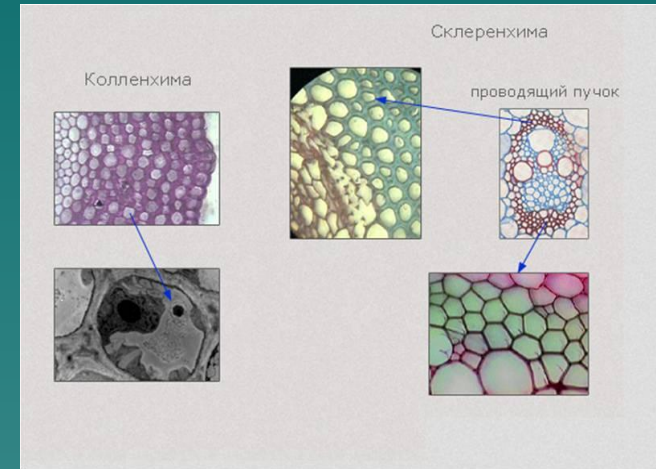 Склеренхима
Колленхима
проводящий пучок